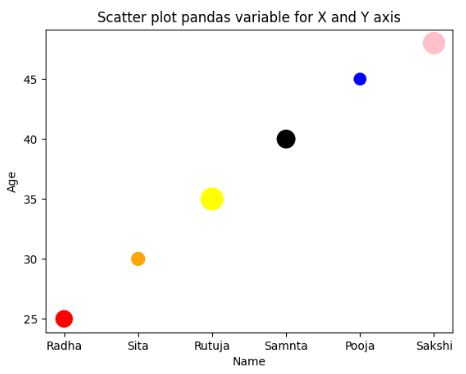 Scatter plot pandas variable for X and Y axis
45
40
35
30
25
Age
Radha Sita Rutuja Samnta Pooja Sakshi
Name